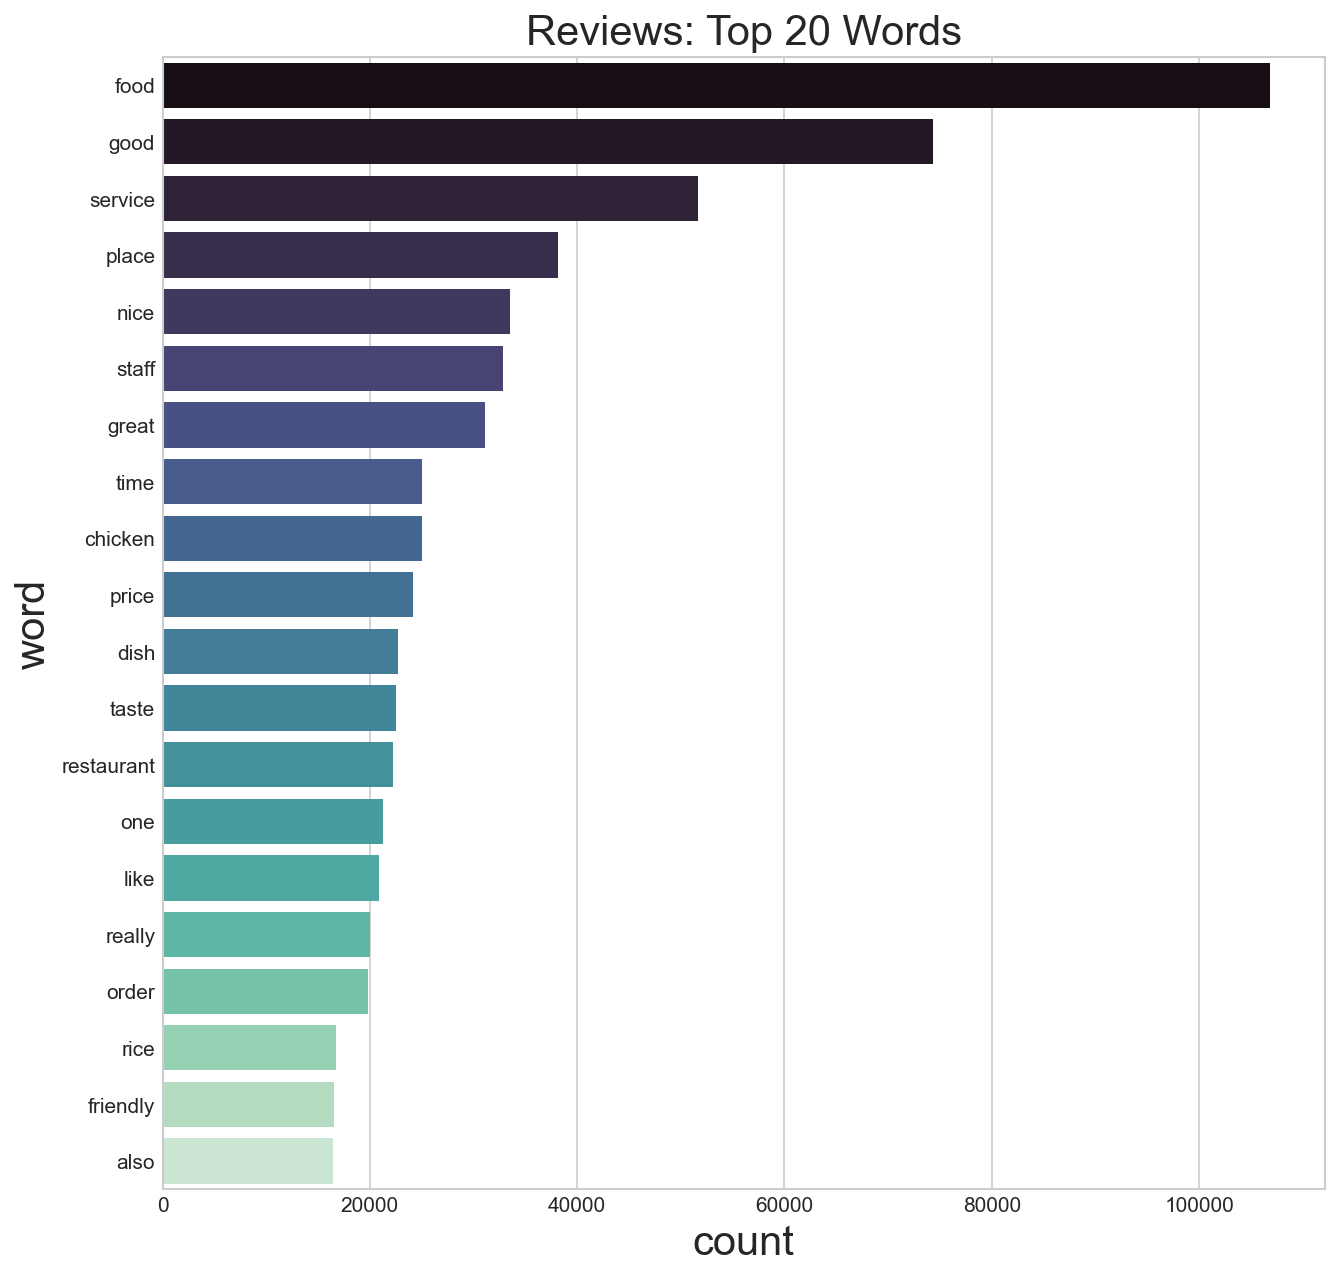 Reviews: Top 20 Words
food
good
service
place
nice
staff
great
time
chicken
price
dish
taste
restaurant
one
like
really
order
rice
friendly
also
word
0 20000 40000 60000 80000 100000
count